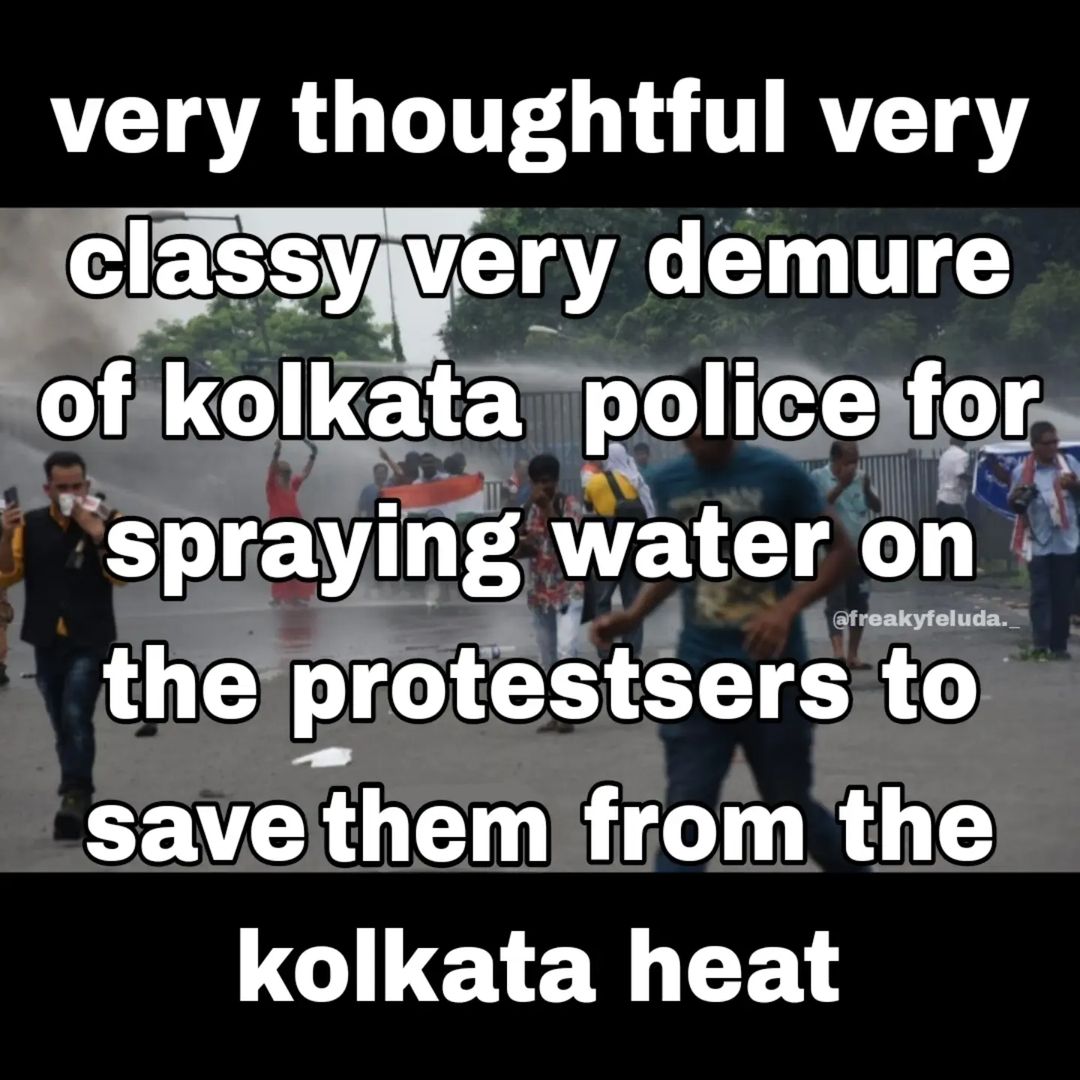 very thoughtful very
classy very demure
of kolkata police for
spraying water on
@freakyfeluda._
the protestsers to
save them from the
kolkata heat